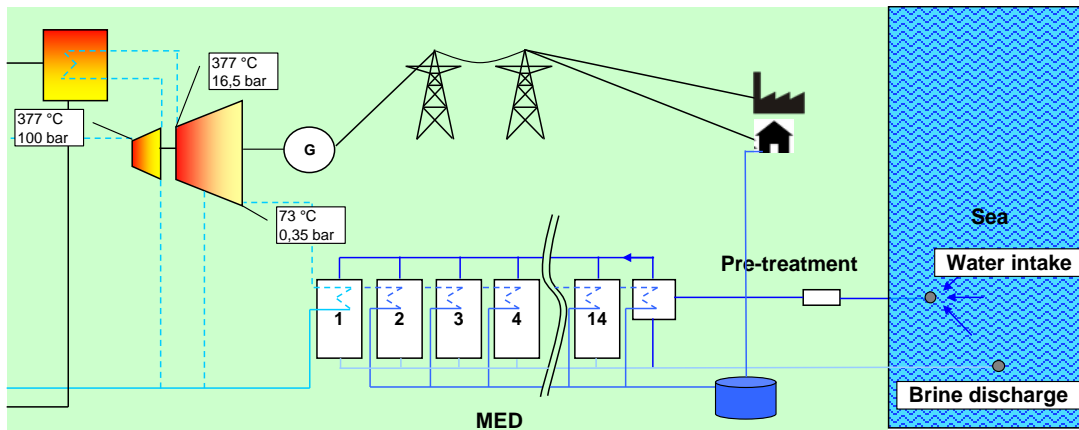 377 °C
16,5 bar
377 °C
100 bar
G
73 °C
0,35 bar
Sea
Pre-treatment
Water intake
1
2
3
4
14
Brine discharge
MED